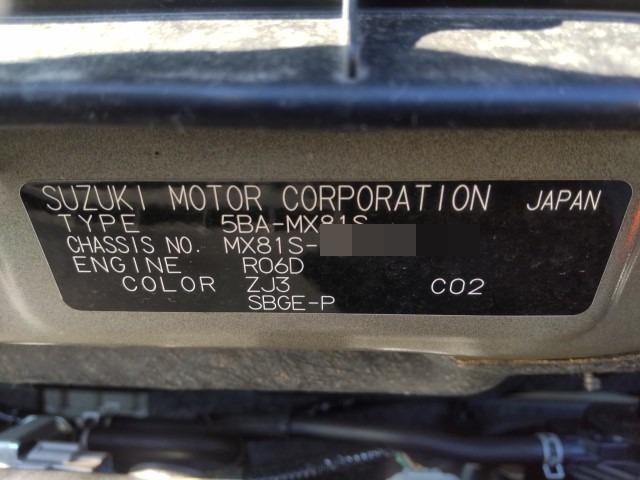 SUZUKI MOTOR CORPORATION JAPAN
TYPE 5BA-MX81S
CHASSIS NO. MX81S-
ENGINE R06D
COLOR ZJ3 C02
SBGE-P